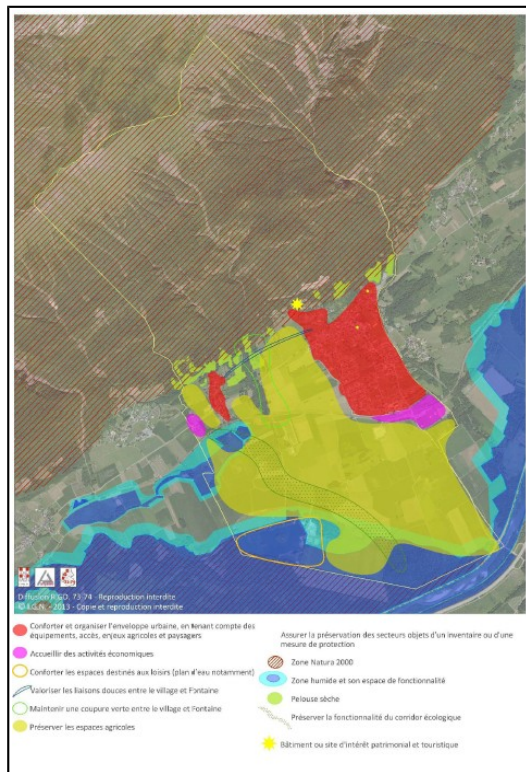 Diffusion RGD 73,74 - Reproduction interdite
© I.G.N. - 2013 - Copie et reproduction interdite
Conforter et organiser l'enveloppe urbaine, en tenant compte des
équipements, accès, enjeux agricoles et paysagers
Accueillir des activités économiques
Conforter les espaces destinés aux loisirs (plan d'eau notamment)
Valoriser les liaisons douces entre le village et Fontaine
Maintenir une coupure verte entre le village et Fontaine
Préserver les espaces agricoles
Assurer la préservation des secteurs objets d'un inventaire ou d'une
mesure de protection
Zone Natura 2000
Zone humide et son espace de fonctionnalité
Pelouse sèche
Préserver la fonctionnalité du corridor écologique
Bâtiment ou site d'intérêt patrimonial et touristique